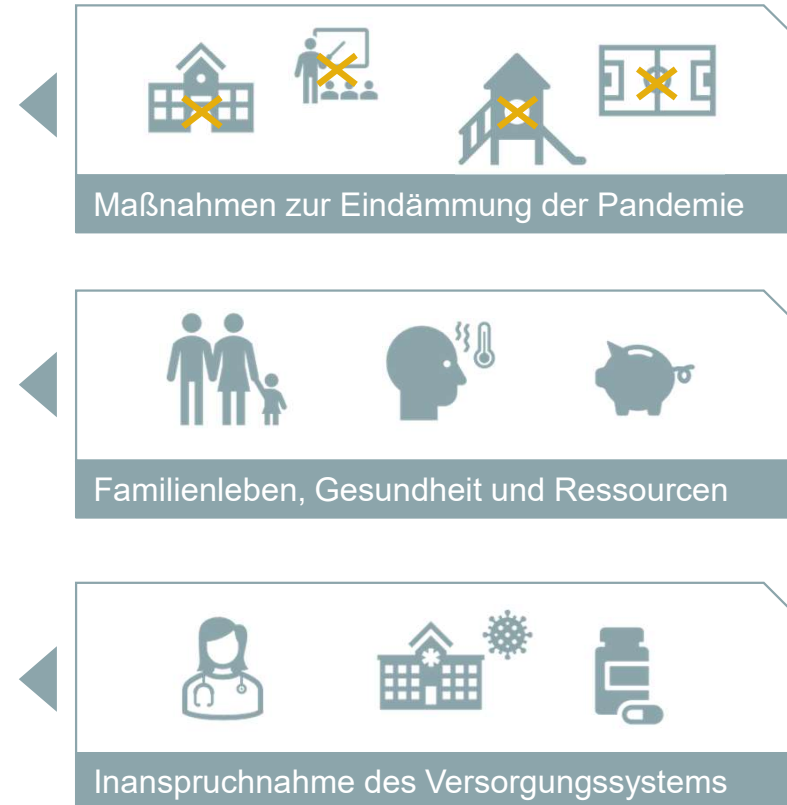 Maßnahmen zur Eindämmung der Pandemie
Familienleben, Gesundheit und Ressourcen
Inanspruchnahme des Versorgungssystems